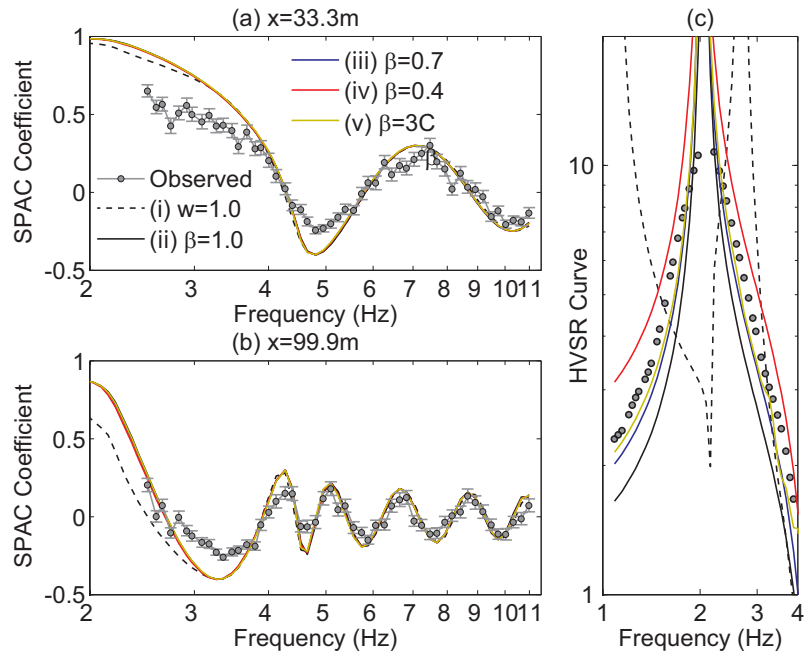 (a) x=33.3m
SPAC Coefficient
1
0.5
0
-0.5
(iii) β=0.7
(iv) β=0.4
(v) β=3C
Observed
(i) w=1.0
(ii) β=1.0
2 3 4 5 6 7 8 9 10 11
Frequency (Hz)
(b) x=99.9m
SPAC Coefficient
1
0.5
0
-0.5
2 3 4 5 6 7 8 9 10 11
Frequency (Hz)
(c)
HVSR Curve
10
1
1 2 3 4
Frequency (Hz)